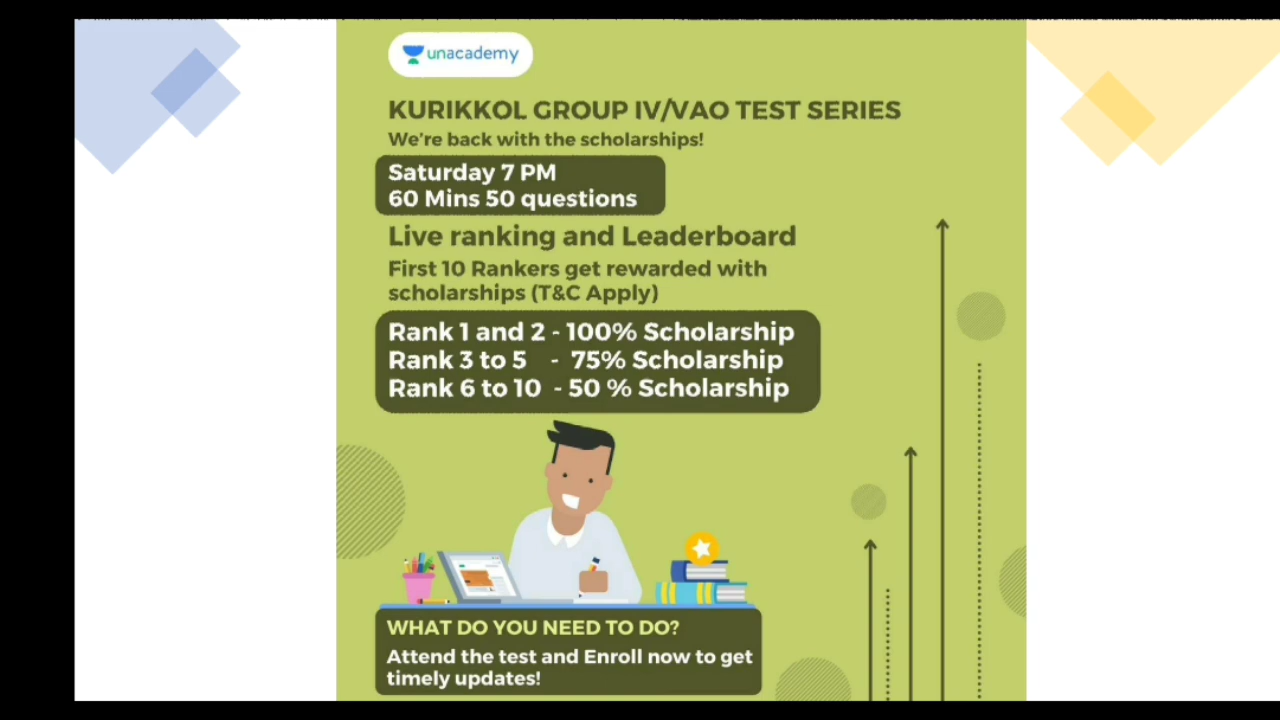 unacademy
KURIKKOL GROUP IV/VAO TEST SERIES
We're back with the scholarships!
Saturday 7 PM
60 Mins 50 questions
Live ranking and Leaderboard
First 10 Rankers get rewarded with
scholarships (T&C Apply)
Rank 1 and 2 - 100% Scholarship
Rank 3 to 5 - 75% Scholarship
Rank 6 to 10 - 50 % Scholarship
WHAT DO YOU NEED TO DO?
Attend the test and Enroll now to get
timely updates!